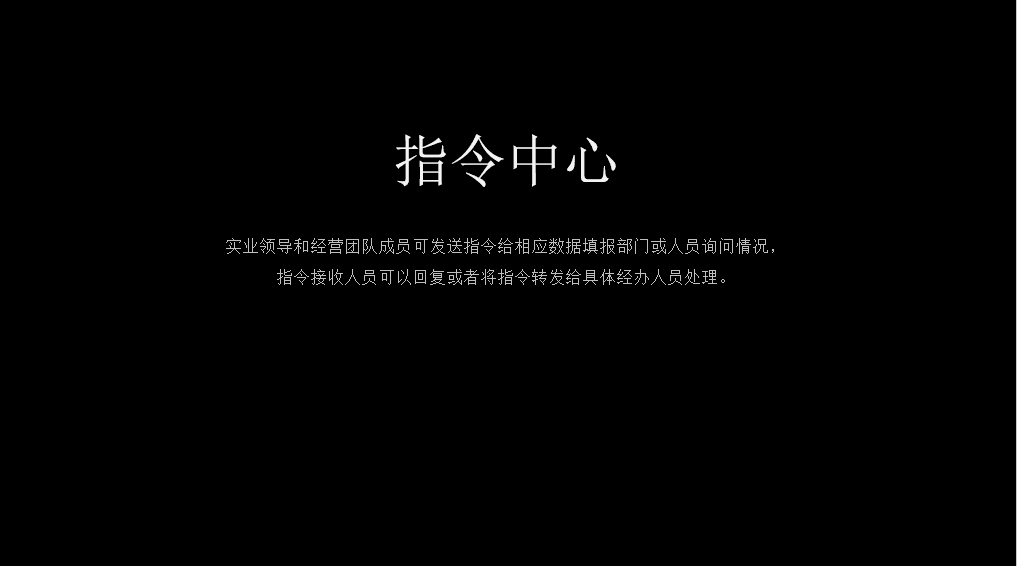 指令中心
实业领导和经营团队成员可发送指令给相应数据填报部门或人员询问情况，
指令接收人员可以回复或者将指令转发给具体经办人员处理。